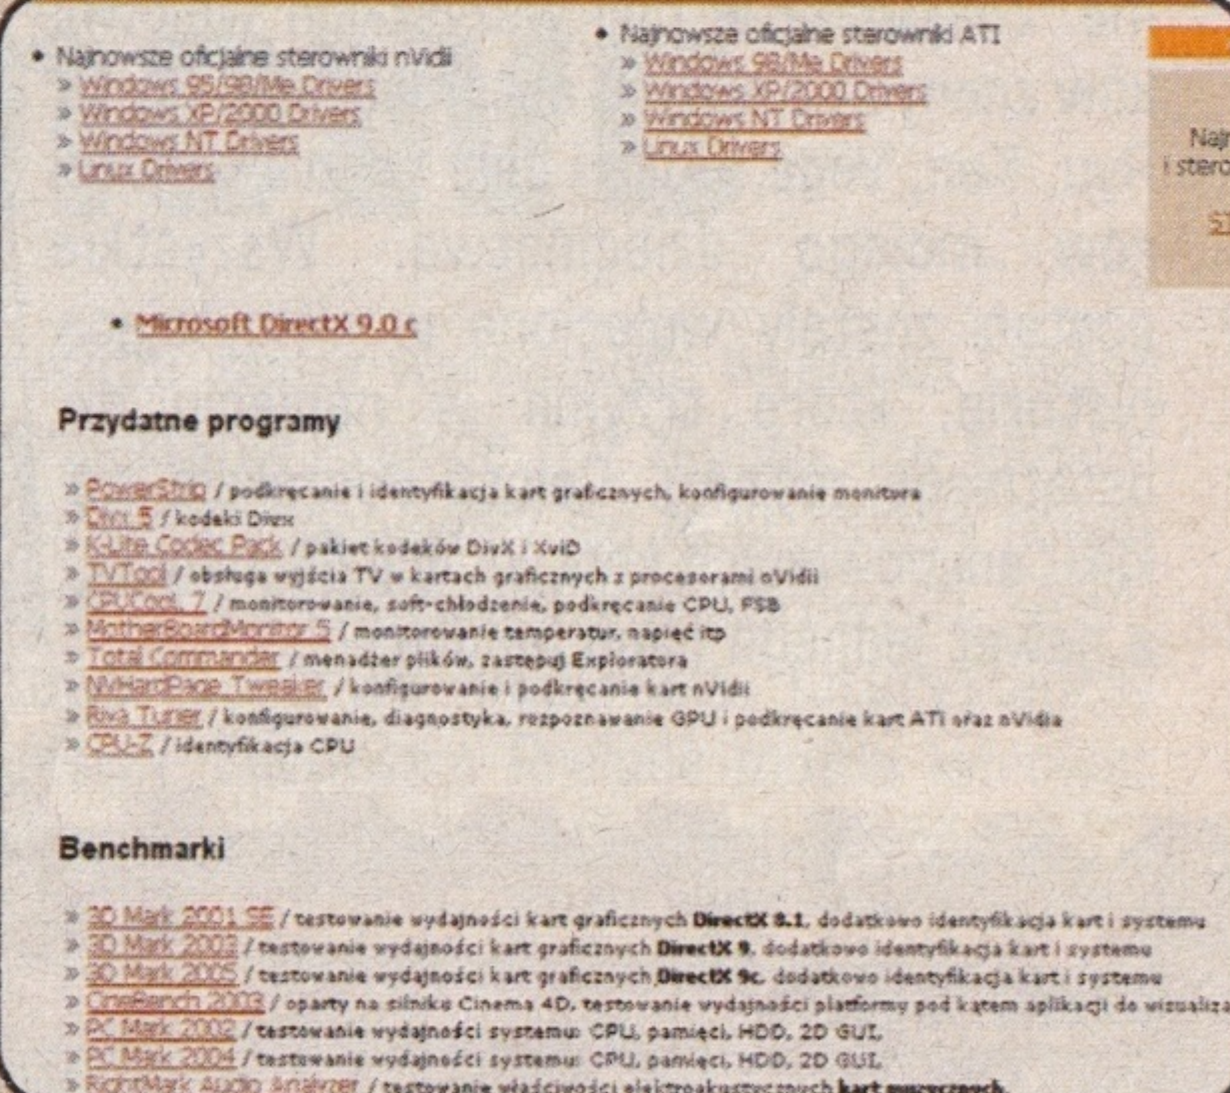 • Najnowsze oficjalne sterowniki nVidii
» Windows 95/98/Me Drivers
» Windows XP/2000 Drivers
» Windows NT Drivers
» Linux Drivers
• Najnowsze oficjalne sterowniki ATI
» Windows 98/Me Drivers
» Windows XP/2000 Drivers
» Windows NT Drivers
» Linux Drivers
• Microsoft DirectX 9.0 c
Przydatne programy
» PowerStrip / podkręcanie i identyfikacja kart graficznych, konfigurowanie monitora
» Divx 5 / kodeki Divx
» K-Lite Codec Pack / pakiet kodeków DivX i XviD
» TVTool / obsługa wyjścia TV w kartach graficznych z procesorami nVidii
» CPUCool 7 / monitorowanie, soft-chłodzenie, podkręcanie CPU, FSB
» MotherBoardMonitor 5 / monitorowanie temperatur, napięć itp
» Total Commander / menadżer plików, zastępuj Exploratora
» NVHardPage Tweaker / konfigurowanie i podkręcanie kart nVidii
» Riva Tuner / konfigurowanie, diagnostyka, rozpoznawanie GPU i podkręcanie kart ATI oraz nVidia
» CPU-Z / identyfikacja CPU
Benchmarki
» 3D Mark 2001 SE / testowanie wydajności kart graficznych DirectX 8.1, dodatkowo identyfikacja kart i systemu
» 3D Mark 2003 / testowanie wydajności kart graficznych DirectX 9, dodatkowo identyfikacja kart i systemu
» 3D Mark 2005 / testowanie wydajności kart graficznych DirectX 9c, dodatkowo identyfikacja kart i systemu
» CineBench 2003 / oparty na silniku Cinema 4D, testowanie wydajności platformy pod kątem aplikacji do wizualiza
» PC Mark 2002 / testowanie wydajności systemu: CPU, pamięci, HDD, 2D GUI,
» PC Mark 2004 / testowanie wydajności systemu: CPU, pamięci, HDD, 2D GUI,
» RightMark Audio Analyzer / testowanie właściwości elektroakustycznych kart muzycznych,
Naj
i stero